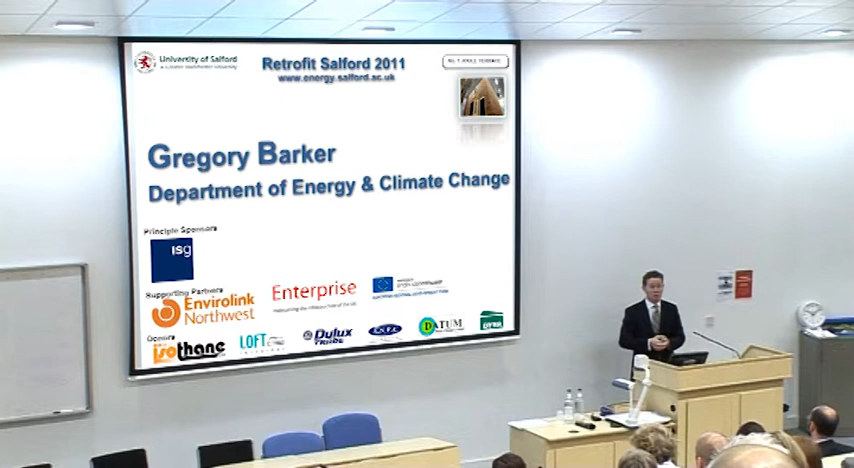 University of Salford
Retrofit Salford 2011
www.energy.salford.ac.uk
Gregory Barker
Department of Energy & Climate Change
Principle Sponsors
isg
Supporting Partners
Envirolink
Northwest
Enterprise
Donors
isothane
LOFT
Dulux
TRADE
DATUM